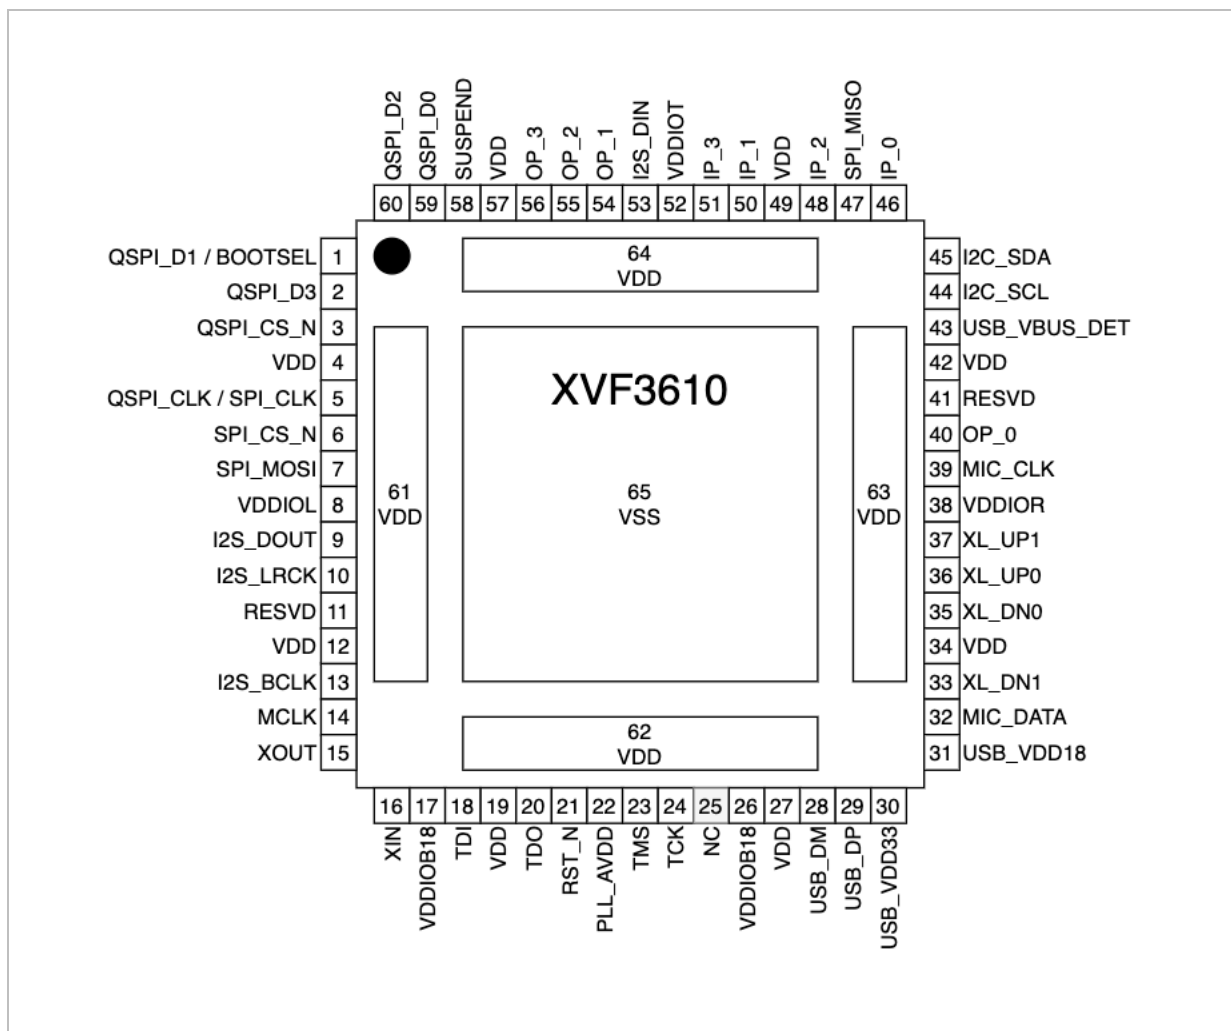 QSPI_D2 QSPI_D0 SUSPEND VDD OP_3 OP_2 OP_1 I2S_DIN VDDIOT IP_3 IP_1 VDD IP_2 SPI_MISO IP_0
60 59 58 57 56 55 54 53 52 51 50 49 48 47 46
QSPI_D1 / BOOTSEL 1
QSPI_D3 2
QSPI_CS_N 3
VDD 4
QSPI_CLK / SPI_CLK 5
SPI_CS_N 6
SPI_MOSI 7
VDDIOL 8
I2S_DOUT 9
I2S_LRCK 10
RESVD 11
VDD 12
I2S_BCLK 13
MCLK 14
XOUT 15
64
VDD
XVF3610
61
VDD
65
VSS
63
VDD
62
VDD
45 I2C_SDA
44 I2C_SCL
43 USB_VBUS_DET
42 VDD
41 RESVD
40 OP_0
39 MIC_CLK
38 VDDIOR
37 XL_UP1
36 XL_UP0
35 XL_DN0
34 VDD
33 XL_DN1
32 MIC_DATA
31 USB_VDD18
16 17 18 19 20 21 22 23 24 25 26 27 28 29 30
XIN VDDIOB18 TDI VDD TDO RST_N PLL_AVDD TMS TCK NC VDDIOB18 VDD USB_DM USB_DP USB_VDD33